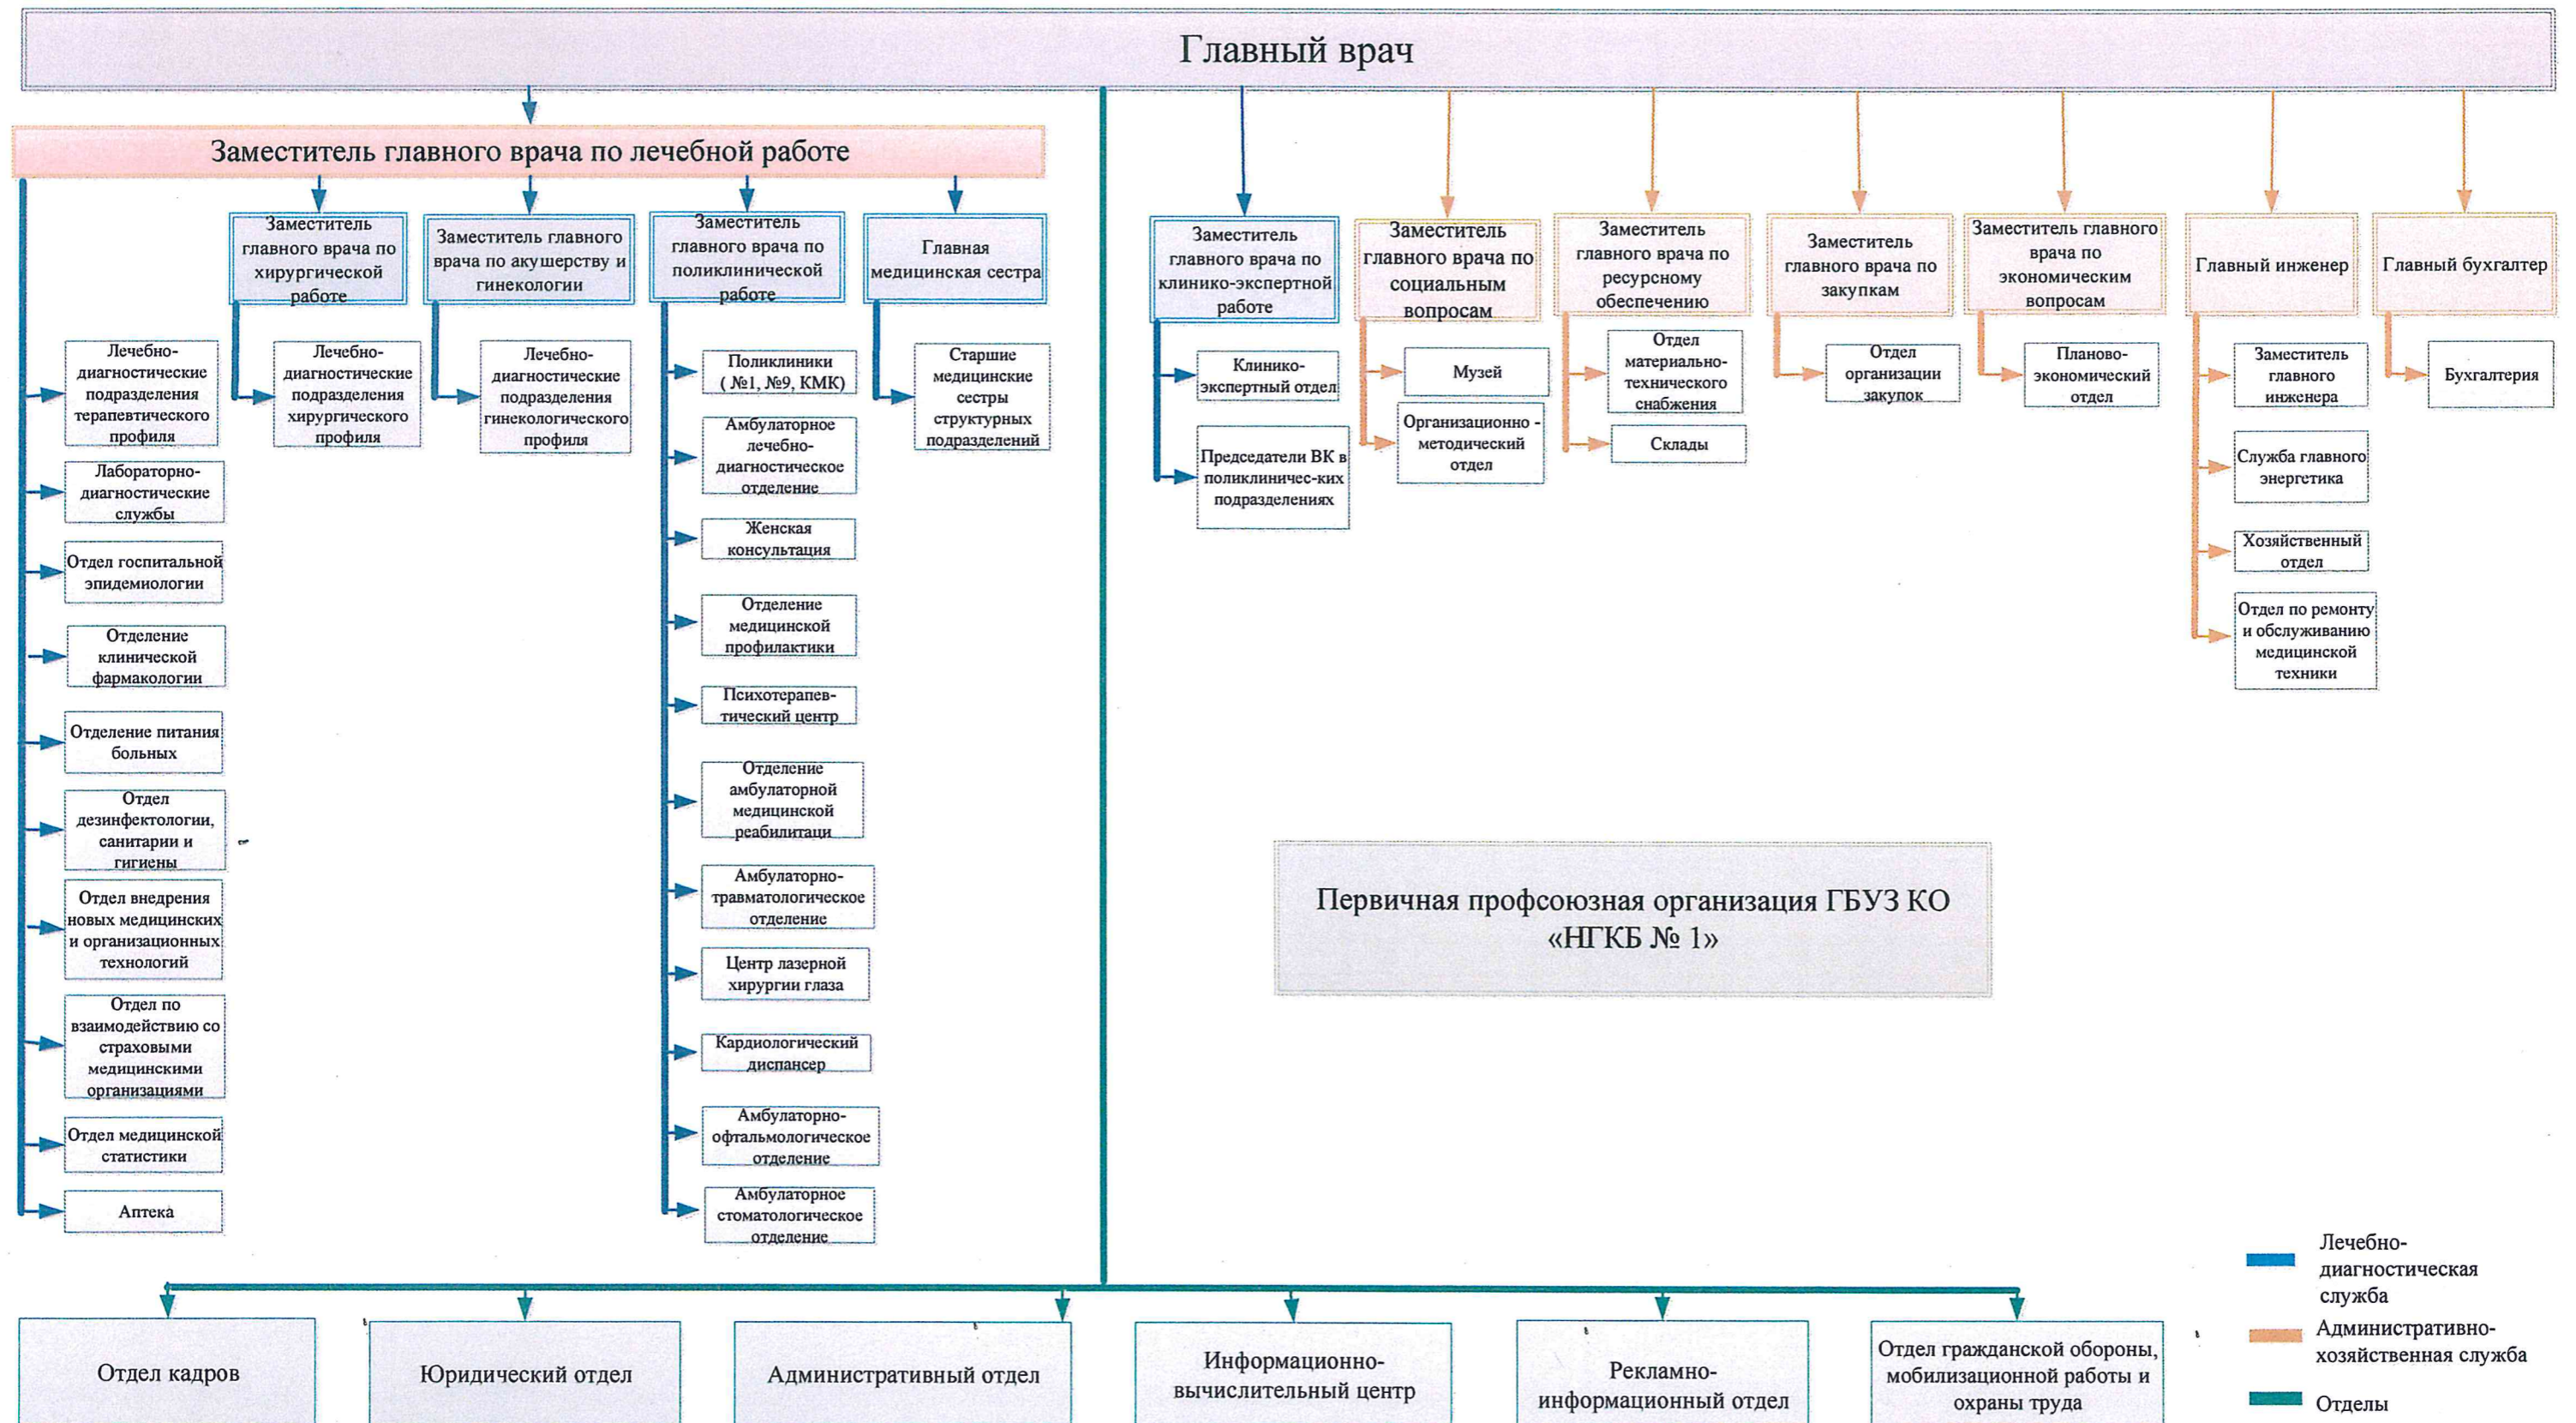 Главный врач
Заместитель главного врача по лечебной работе
Заместитель
главного врача по
хирургической
работе
Заместитель главного
врача по акушерству и
гинекологии
Заместитель
главного врача по
поликлинической
работе
Главная
медицинская сестра
Заместитель
главного врача по
клинико-экспертной
работе
Заместитель
главного врача по
социальным
вопросам
Заместитель
главного врача по
ресурсному
обеспечению
Заместитель
главного врача по
закупкам
Заместитель главного
врача по
экономическим
вопросам
Главный инженер
Главный бухгалтер
Лечебно-
диагностические
подразделения
терапевтического
профиля
Лабораторно-
диагностические
службы
Отдел госпитальной
эпидемиологии
Отделение
клинической
фармакологии
Отделение питания
больных
Отдел
дезинфектологии,
санитарии и
гигиены
Отдел внедрения
новых медицинских
и организационных
технологий
Отдел по
взаимодействию со
страховыми
медицинскими
организациями
Отдел медицинской
статистики
Аптека
Лечебно-
диагностические
подразделения
хирургического
профиля
Лечебно-
диагностические
подразделения
гинекологического
профиля
Поликлиники
( №1, №9, КМК)
Амбулаторное
лечебно-
диагностическое
отделение
Женская
консультация
Отделение
медицинской
профилактики
Психотерапев-
тический центр
Отделение
амбулаторной
медицинской
реабилитаци
Амбулаторно-
травматологическое
отделение
Центр лазерной
хирургии глаза
Кардиологический
диспансер
Амбулаторно-
офтальмологическое
отделение
Амбулаторное
стоматологическое
отделение
Старшие
медицинские
сестры
структурных
подразделений
Клинико-
экспертный отдел
Председатели ВК в
поликлиничес-ких
подразделениях
Музей
Организационно -
методический
отдел
Отдел
материально-
технического
снабжения
Склады
Отдел
организации
закупок
Планово-
экономический
отдел
Заместитель
главного
инженера
Служба главного
энергетика
Хозяйственный
отдел
Отдел по ремонту
и обслуживанию
медицинской
техники
Бухгалтерия
Первичная профсоюзная организация ГБУЗ КО
«НГКБ № 1»
Отдел кадров
Юридический отдел
Административный отдел
Информационно-
вычислительный центр
Рекламно-
информационный отдел
Отдел гражданской обороны,
мобилизационной работы и
охраны труда
Лечебно-
диагностическая
служба
Административно-
хозяйственная служба
Отделы